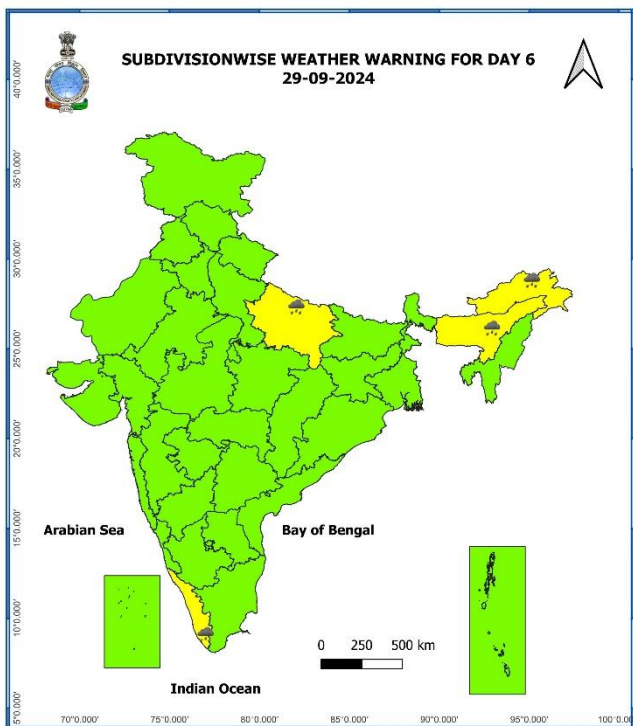 SUBDIVISIONWISE WEATHER WARNING FOR DAY 6
29-09-2024
40°0.000'
35°0.000'
30°0.000'
25°0.000'
20°0.000'
15°0.000'
10°0.000'
5°0.000'
Arabian Sea
Bay of Bengal
0 250 500 km
Indian Ocean
70°0.000' 75°0.000' 80°0.000' 85°0.000' 90°0.000' 95°0.000' 100°0.0